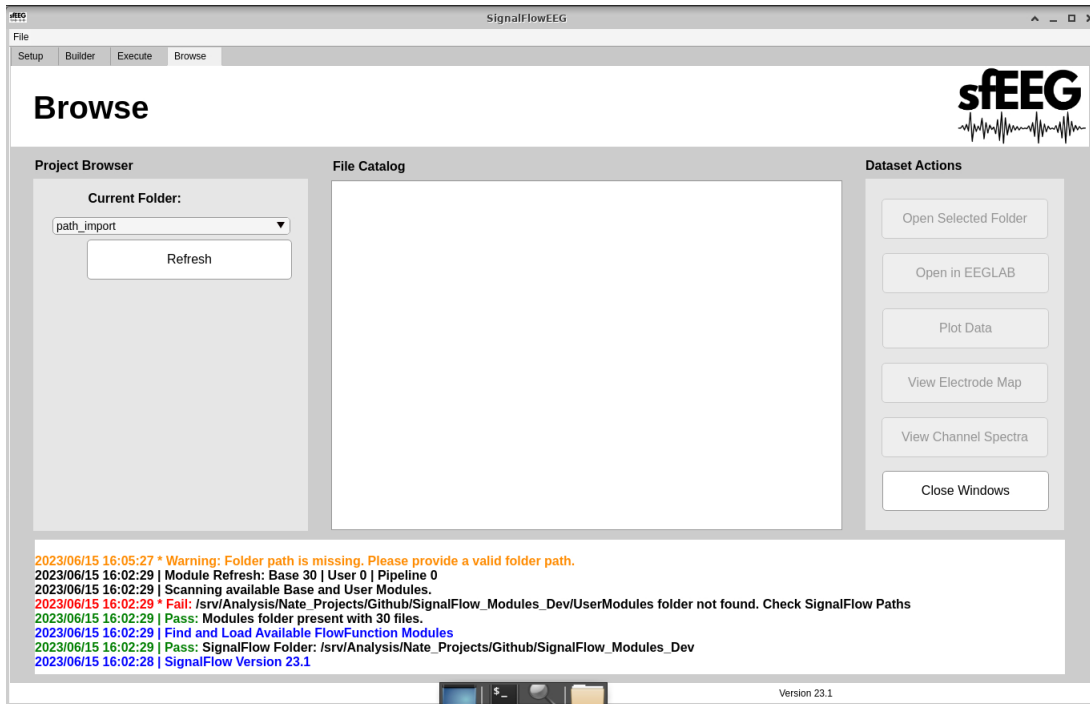 sfEEG
SignalFlowEEG
File
Setup Builder Execute Browse
Browse
sfEEG
Project Browser
File Catalog
Dataset Actions
Current Folder:
path_import
Refresh
Open Selected Folder
Open in EEGLAB
Plot Data
View Electrode Map
View Channel Spectra
Close Windows
2023/06/15 16:05:27 * Warning: Folder path is missing. Please provide a valid folder path.
2023/06/15 16:02:29 | Module Refresh: Base 30 | User 0 | Pipeline 0
2023/06/15 16:02:29 | Scanning available Base and User Modules.
2023/06/15 16:02:29 * Fail: /srv/Analysis/Nate_Projects/Github/SignalFlow_Modules_Dev/UserModules folder not found. Check SignalFlow Paths
2023/06/15 16:02:29 | Pass: Modules folder present with 30 files.
2023/06/15 16:02:29 | Find and Load Available FlowFunction Modules
2023/06/15 16:02:29 | Pass: SignalFlow Folder: /srv/Analysis/Nate_Projects/Github/SignalFlow_Modules_Dev
2023/06/15 16:02:28 | SignalFlow Version 23.1
$_
Version 23.1